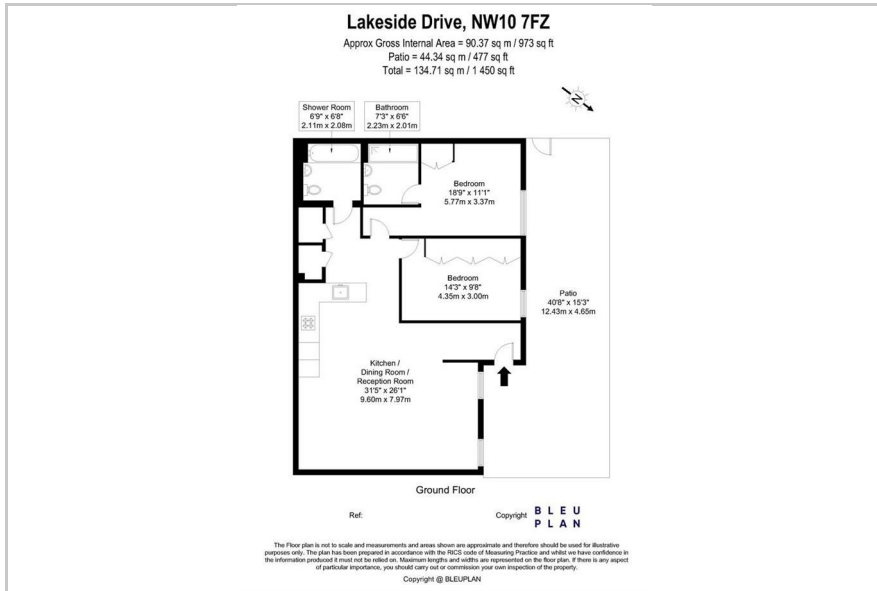 Lakeside Drive, NW10 7FZ
Approx Gross Internal Area = 90.37 sq m / 973 sq ft
Patio = 44.34 sq m / 477 sq ft
Total = 134.71 sq m / 1 450 sq ft
N
Shower Room
6'9" x 6'8"
2.11m x 2.08m
Bathroom
7'3" x 6'6"
2.23m x 2.01m
Bedroom
18'9" x 11'1"
5.77m x 3.37m
Bedroom
14'3" x 9'8"
4.35m x 3.00m
Patio
40'8" x 15'3"
12.43m x 4.65m
Kitchen /
Dining Room /
Reception Room
31'5" x 26'1"
9.60m x 7.97m
Ground Floor
Ref:
Copyright BLEU
PLAN
The Floor plan is not to scale and measurements and areas shown are approximate and therefore should be used for illustrative
purposes only. The plan has been prepared in accordance with the RICS code of Measuring Practice and whilst we have confidence in
the information produced it must not be relied on. Maximum lengths and widths are represented on the floor plan. If there is any aspect
of particular importance, you should carry out or commission your own inspection of the property.
Copyright @ BLEUPLAN